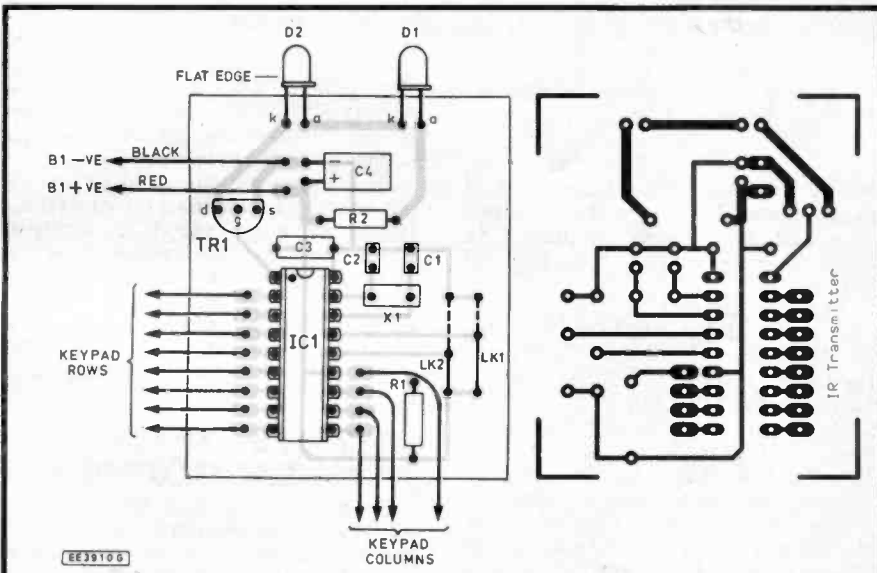 D2 D1
FLAT EDGE
k a k a
B1 -VE BLACK
C4
-
+
B1 +VE RED
d g s
R2
TR1
C3
C2 C1
X1
IC1
KEYPAD
ROWS
LK2 LK1
R1
KEYPAD
COLUMNS
EE3910G
IR Transmitter